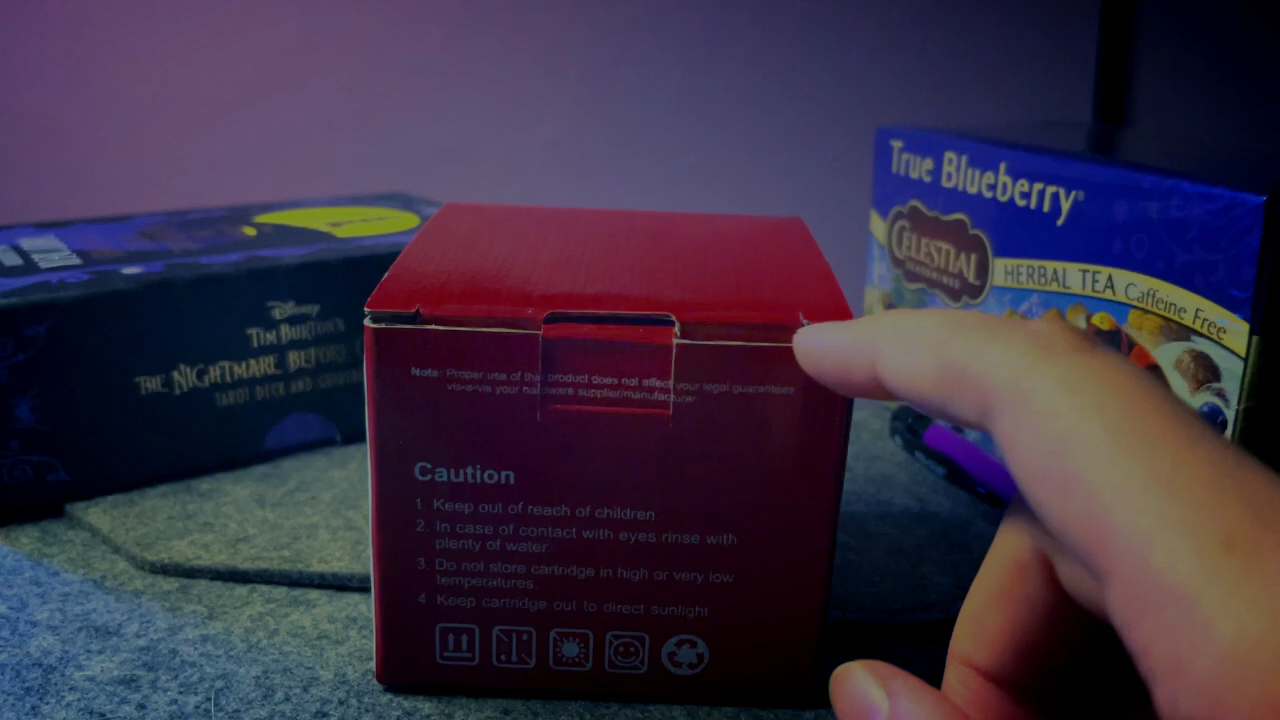 Disney
TIM BURTON'S
THE NIGHTMARE BEFORE
TAROT DECK AND
Note: Proper use of this product does not affect your legal guarantees
vis-a-vis your hardware supplier/manufacturer
Caution
1. Keep out of reach of children.
2. In case of contact with eyes rinse with
plenty of water.
3. Do not store cartridge in high or very low
temperatures.
4. Keep cartridge out to direct sunlight.
True Blueberry®
CELESTIAL
SEASONINGS
HERBAL TEA Caffeine Free